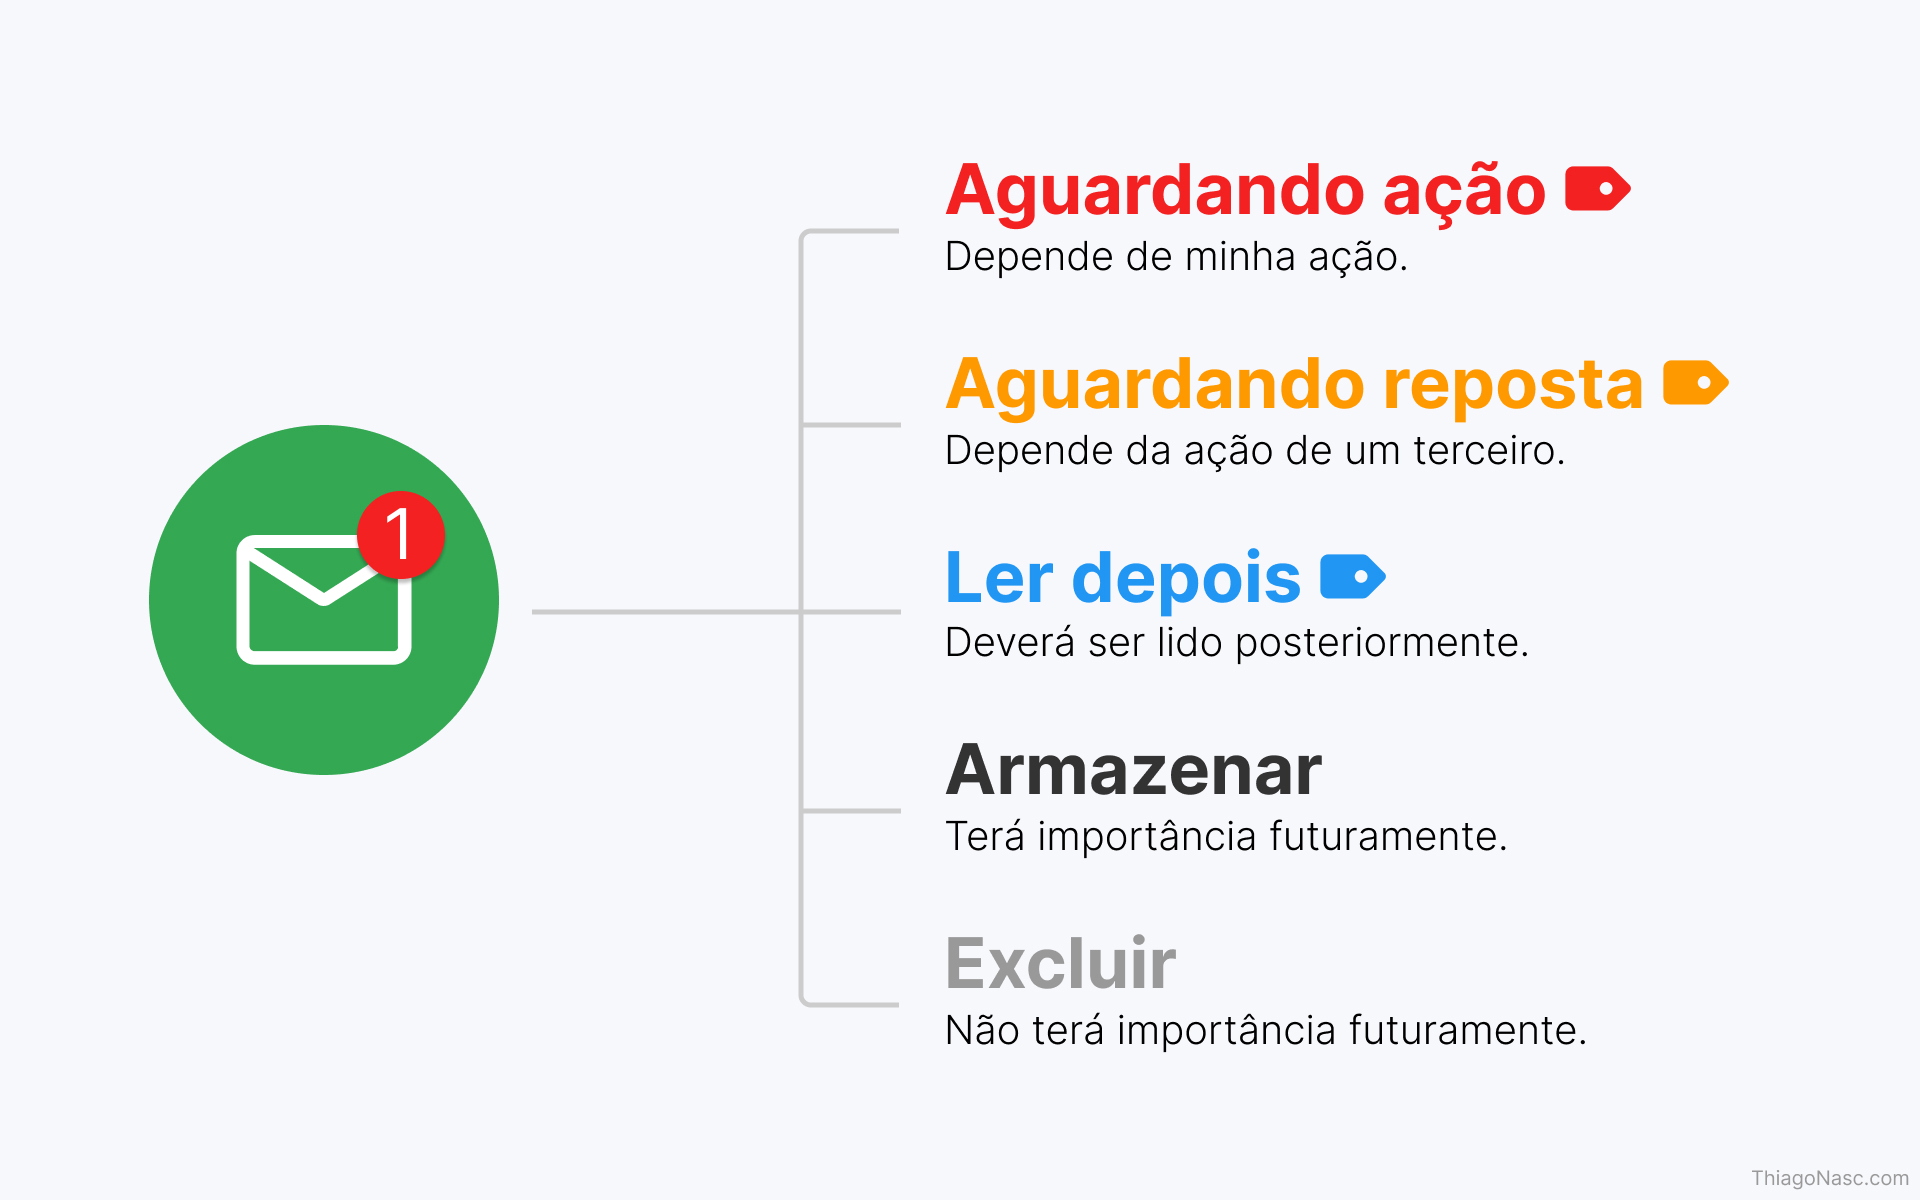 1
Aguardando ação
Depende de minha ação.
Aguardando reposta
Depende da ação de um terceiro.
Ler depois
Deverá ser lido posteriormente.
Armazenar
Terá importância futuramente.
Excluir
Não terá importância futuramente.
ThiagoNasc.com